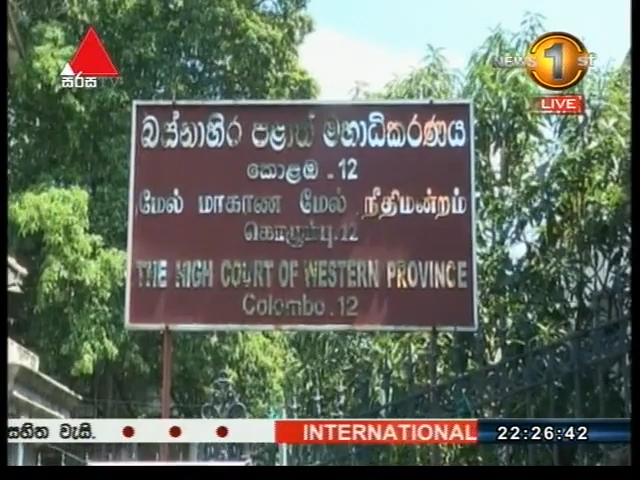 සිරස TV
NEWS 1st
LIVE
බස්නාහිර පළාත් මහාධිකරණය
කොළඹ . 12
மேல் மாகாண மேல் நீதிமன்றம்
கொழும்பு.12
THE HIGH COURT OF WESTERN PROVINCE
Colombo . 12
සහිත වැසි.
INTERNATIONAL
22:26:42